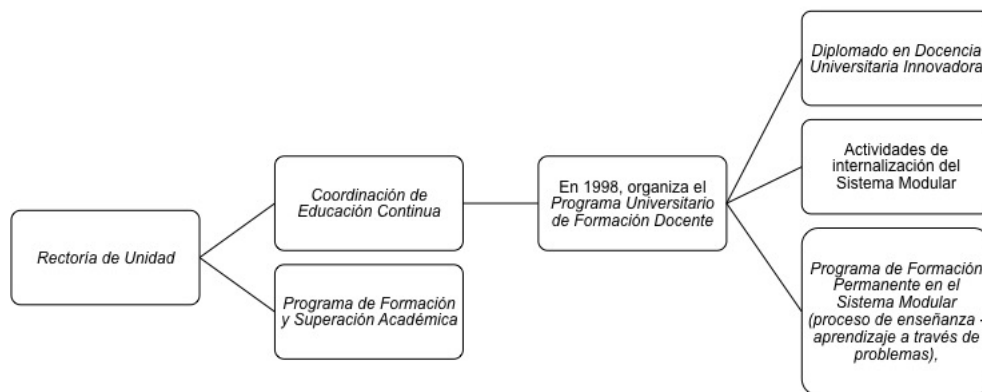 Rectoría de Unidad
Coordinación de
Educación Continua
Programa de Formación
y Superación Académica
En 1998, organiza el
Programa Universitario
de Formación Docente
Diplomado en Docencia
Universitaria Innovadora
Actividades de
internalización del
Sistema Modular
Programa de Formación
Permanente en el
Sistema Modular
(proceso de enseñanza -
aprendizaje a través de
problemas),